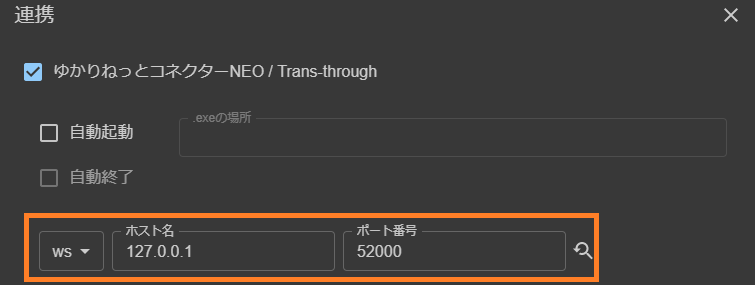 連携
ゆかりねっとコネクターNEO / Trans-through
自動起動
.exeの場所
自動終了
ws
ホスト名
127.0.0.1
ポート番号
52000